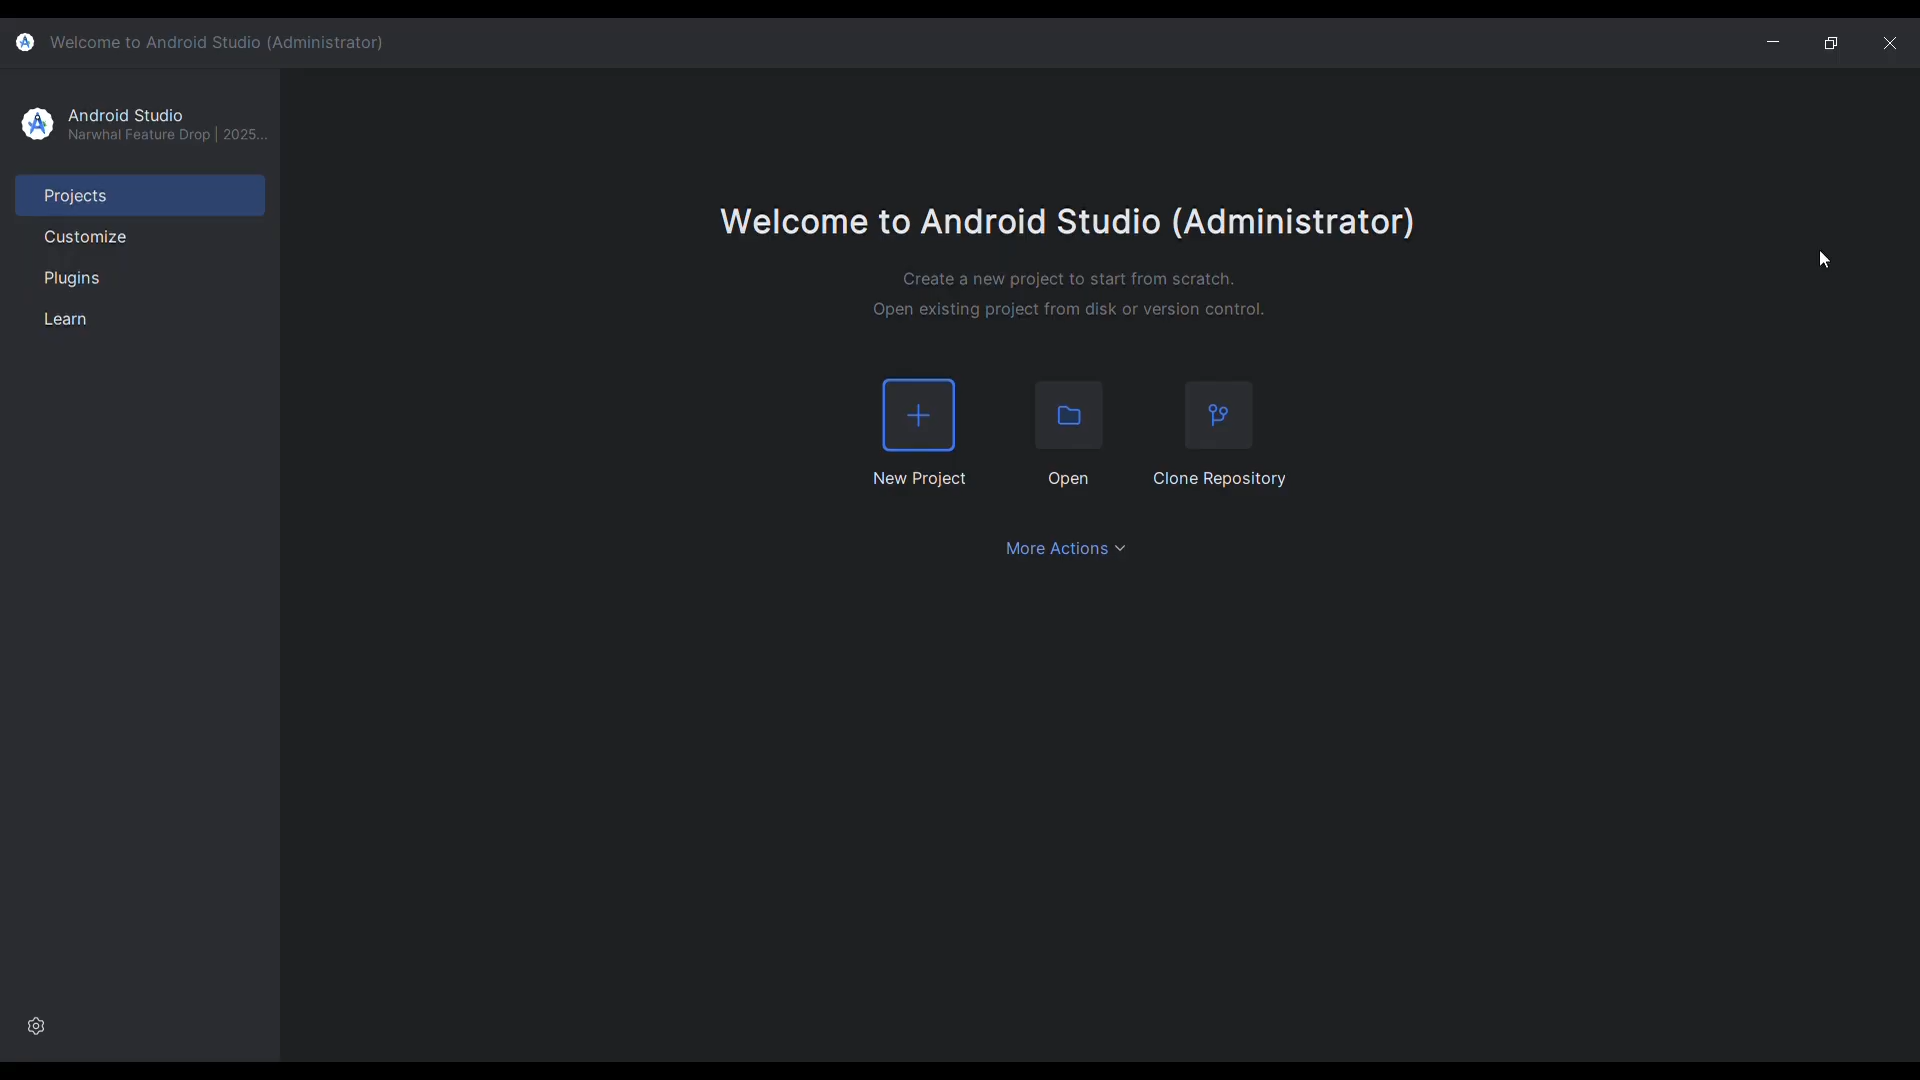 Welcome to Android Studio (Administrator)
Android Studio
Narwhal Feature Drop | 2025...
Projects
Customize
Plugins
Learn
Welcome to Android Studio (Administrator)
Create a new project to start from scratch.
Open existing project from disk or version control.
New Project
Open
Clone Repository
More Actions